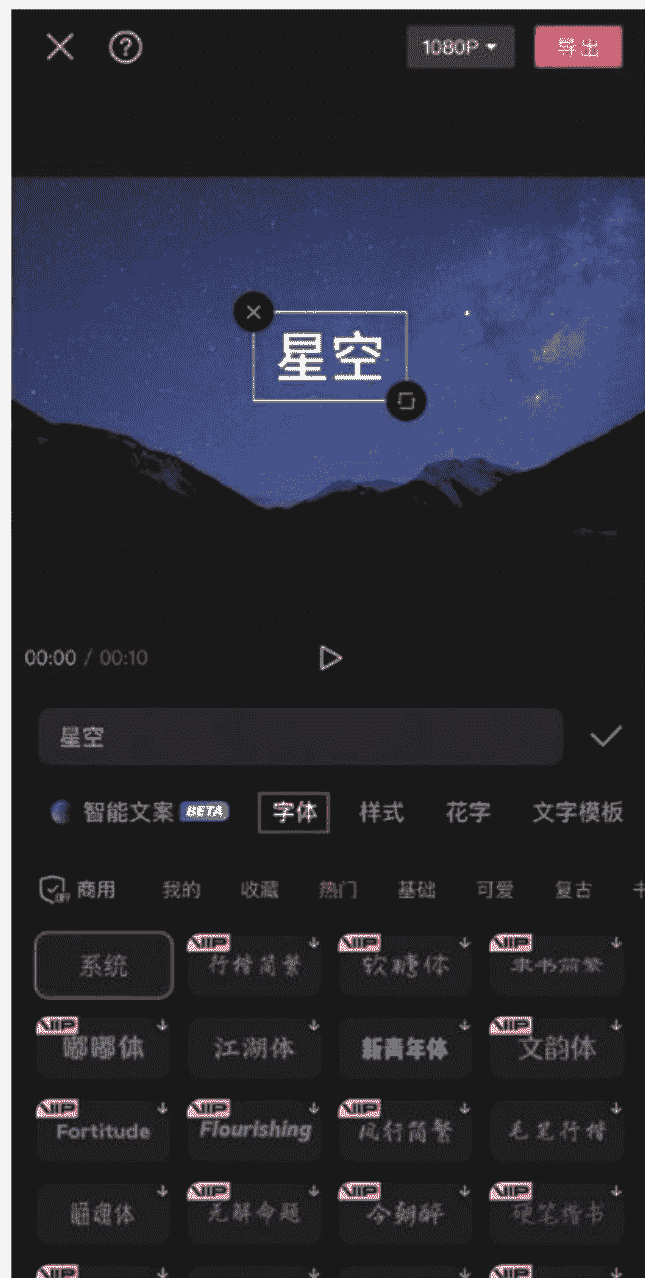 1080P 导出
星空
00:00 / 00:10
星空
智能文案 BETA 字体 样式 花字 文字模板
OFF 商用 我的 收藏 热门 基础 可爱 复古
系统 VIP 行楷简繁 VIP 软糖体 VIP 隶书简繁
VIP 嘟嘟体 江湖体 新青年体 VIP 文韵体
VIP Fortitude VIP Flourishing VIP 风行简繁 毛笔行楷
VIP 无解命题 VIP 今朝醉 VIP 硬笔楷书
VIP VIP